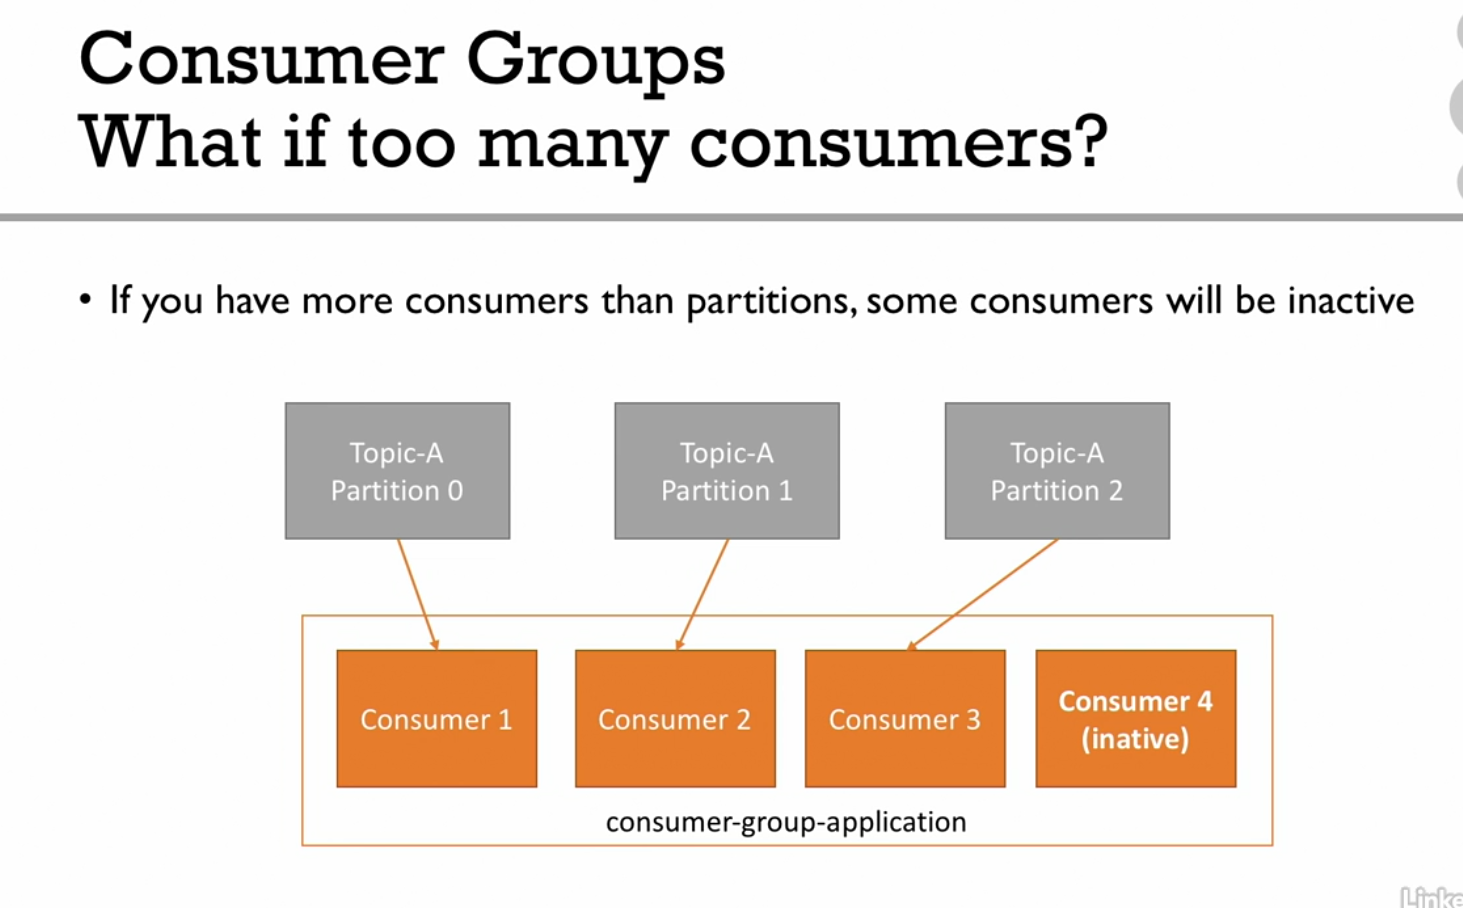 Consumer Groups
What if too many consumers?
• If you have more consumers than partitions, some consumers will be inactive
Topic-A
Partition 0
Topic-A
Partition 1
Topic-A
Partition 2
Consumer 1
Consumer 2
Consumer 3
Consumer 4
(inative)
consumer-group-application